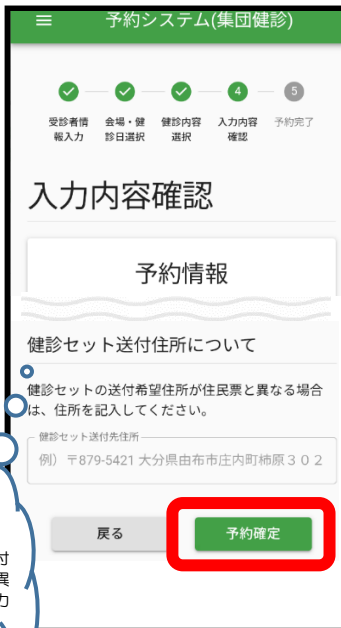 予約システム(集団健診)
4
5
受診者情
報入力
会場・健
診日選択
健診内容
選択
入力内容
確認
予約完了
入力内容確認
予約情報
健診セット送付住所について
健診セットの送付希望住所が住民票と異なる場合
は、住所を記入してください。
健診セット送付先住所
例）〒879-5421 大分県由布市庄内町柿原３０２
戻る
予約確定
付
異
力